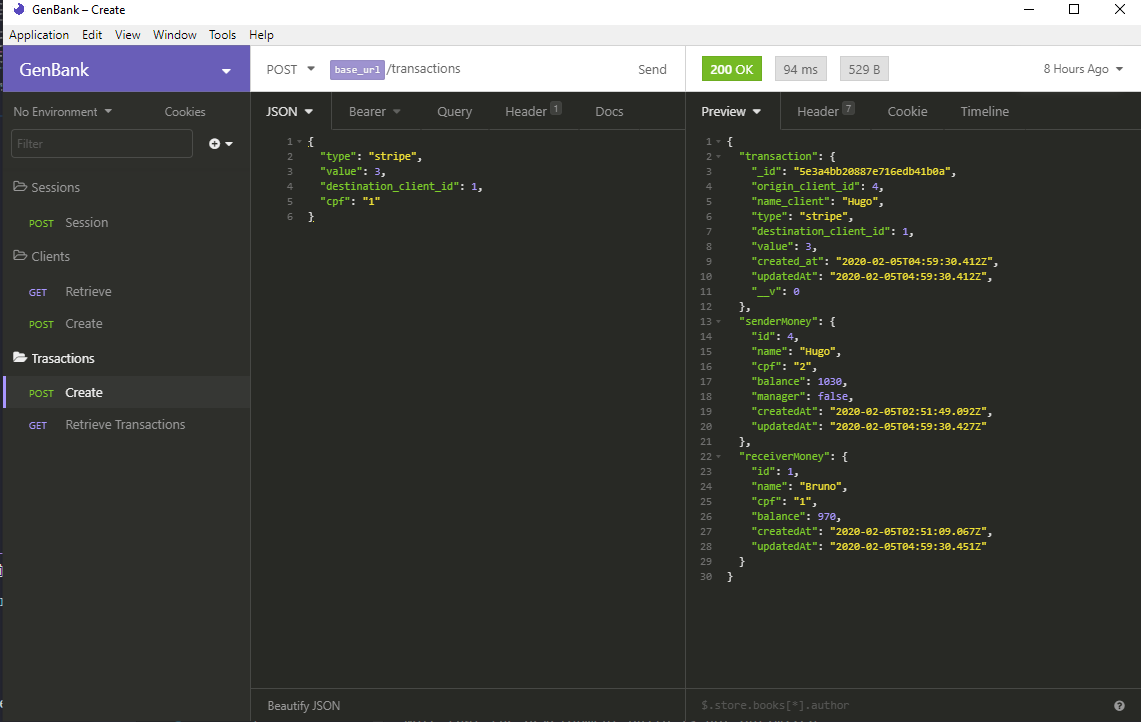 GenBank – Create
Application Edit View Window Tools Help
GenBank
POST base_url /transactions Send
200 OK 94 ms 529 B 8 Hours Ago
No Environment Cookies
JSON Bearer Query Header 1 Docs
Preview Header 7 Cookie Timeline
Filter
Sessions
POST Session
Clients
GET Retrieve
POST Create
Trasactions
POST Create
GET Retrieve Transactions
1 {
2 "type": "stripe",
3 "value": 3,
4 "destination_client_id": 1,
5 "cpf": "1"
6 }
Beautify JSON
1 {
2 "transaction": {
3 "_id": "5e3a4bb20887e716edb41b0a",
4 "origin_client_id": 4,
5 "name_client": "Hugo",
6 "type": "stripe",
7 "destination_client_id": 1,
8 "value": 3,
9 "created_at": "2020-02-05T04:59:30.412Z",
10 "updatedAt": "2020-02-05T04:59:30.412Z",
11 "__v": 0
12 },
13 "senderMoney": {
14 "id": 4,
15 "name": "Hugo",
16 "cpf": "2",
17 "balance": 1030,
18 "manager": false,
19 "createdAt": "2020-02-05T02:51:49.092Z",
20 "updatedAt": "2020-02-05T04:59:30.427Z"
21 },
22 "receiverMoney": {
23 "id": 1,
24 "name": "Bruno",
25 "cpf": "1",
26 "balance": 970,
27 "createdAt": "2020-02-05T02:51:09.067Z",
28 "updatedAt": "2020-02-05T04:59:30.451Z"
29 }
30 }
$.store.books[*].author